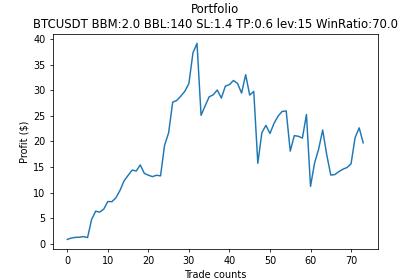 Portfolio
BTCUSDT BBM:2.0 BBL:140 SL:1.4 TP:0.6 lev:15 WinRatio:70.0
40
35
30
25
20
15
10
5
0
Profit ($)
0 10 20 30 40 50 60 70
Trade counts